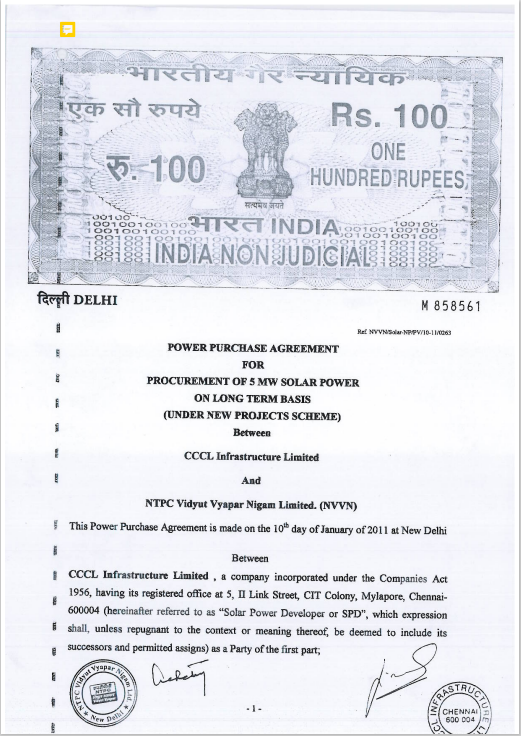 भारतीय गैर न्यायिक
एक सौ रुपये
Rs. 100
रु. 100
ONE
HUNDRED RUPEES
सत्यमेव जयते
भारत INDIA
INDIA NON JUDICIAL
दिल्ली DELHI
M 858561
Ref. NVVN/Solar-NP/PV/10-11/0263
POWER PURCHASE AGREEMENT
FOR
PROCUREMENT OF 5 MW SOLAR POWER
ON LONG TERM BASIS
(UNDER NEW PROJECTS SCHEME)
Between
CCCL Infrastructure Limited
And
NTPC Vidyut Vyapar Nigam Limited. (NVVN)
This Power Purchase Agreement is made on the 10th day of January of 2011 at New Delhi
Between
CCCL Infrastructure Limited , a company incorporated under the Companies Act
1956, having its registered office at 5, II Link Street, CIT Colony, Mylapore, Chennai-
600004 (hereinafter referred to as “Solar Power Developer or SPD”, which expression
shall, unless repugnant to the context or meaning thereof, be deemed to include its
successors and permitted assigns) as a Party of the first part;
NTPC Vidyut Vyapar Nigam Ltd.
New Delhi
INFRASTRUCTURE
CHENNAI
600 004
- 1 -